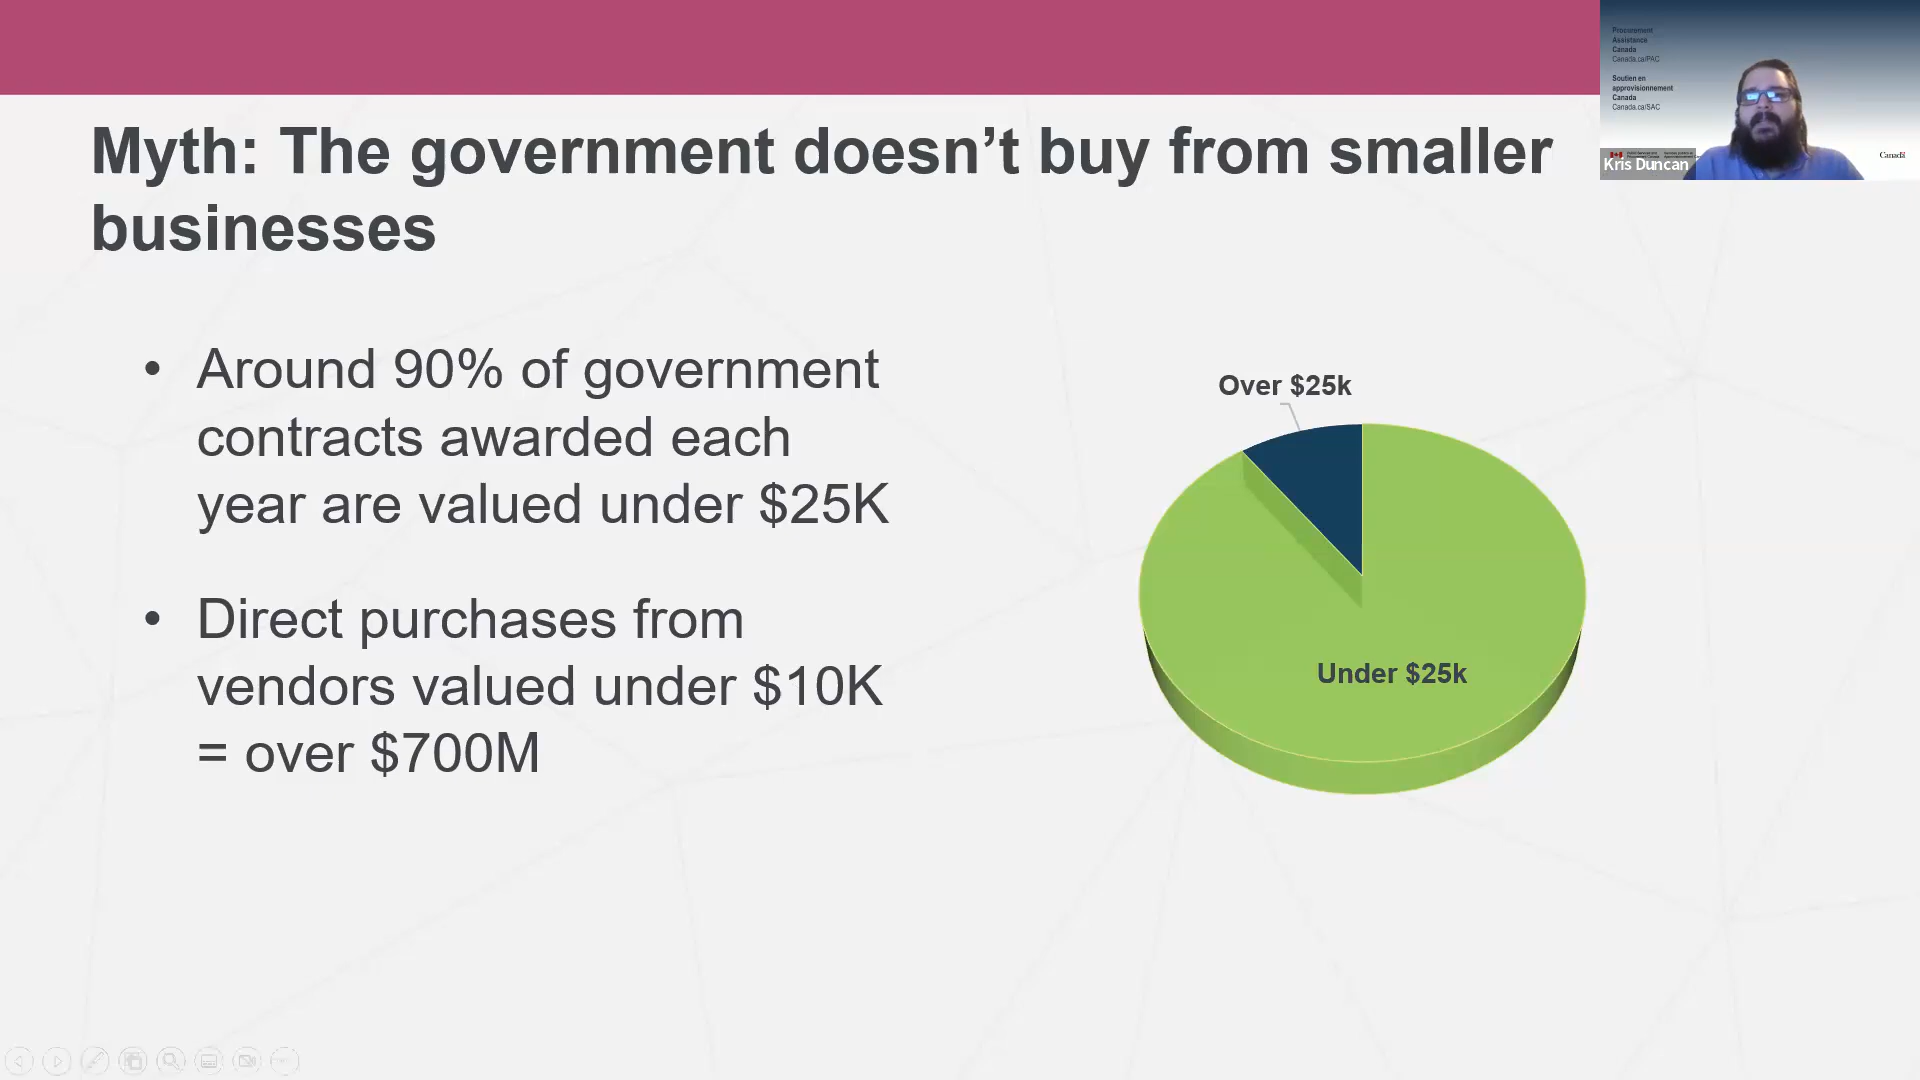 Myth: The government doesn’t buy from smaller
businesses
• Around 90% of government
contracts awarded each
year are valued under $25K
• Direct purchases from
vendors valued under $10K
= over $700M
Over $25k
Under $25k
Procurement
Assistance
Canada
Canada.ca/PAC
Soutien en
approvisionnement
Canada
Canada.ca/SAC
Kris Duncan
Canada